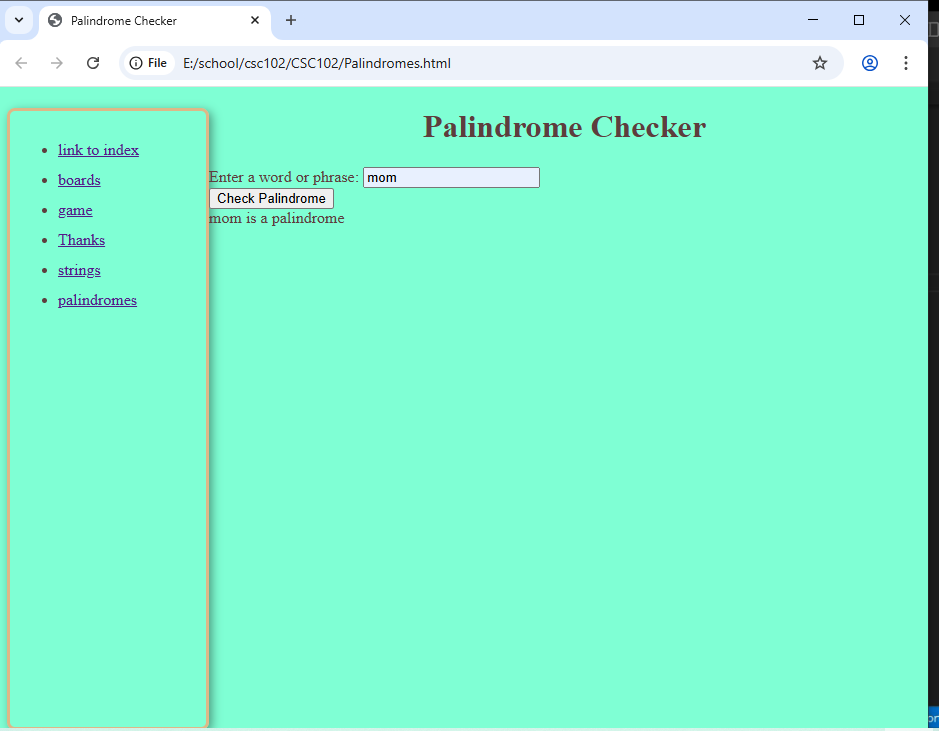 Palindrome Checker
File E:/school/csc102/CSC102/Palindromes.html
link to index
boards
game
Thanks
strings
palindromes
Palindrome Checker
Enter a word or phrase: mom
Check Palindrome
mom is a palindrome